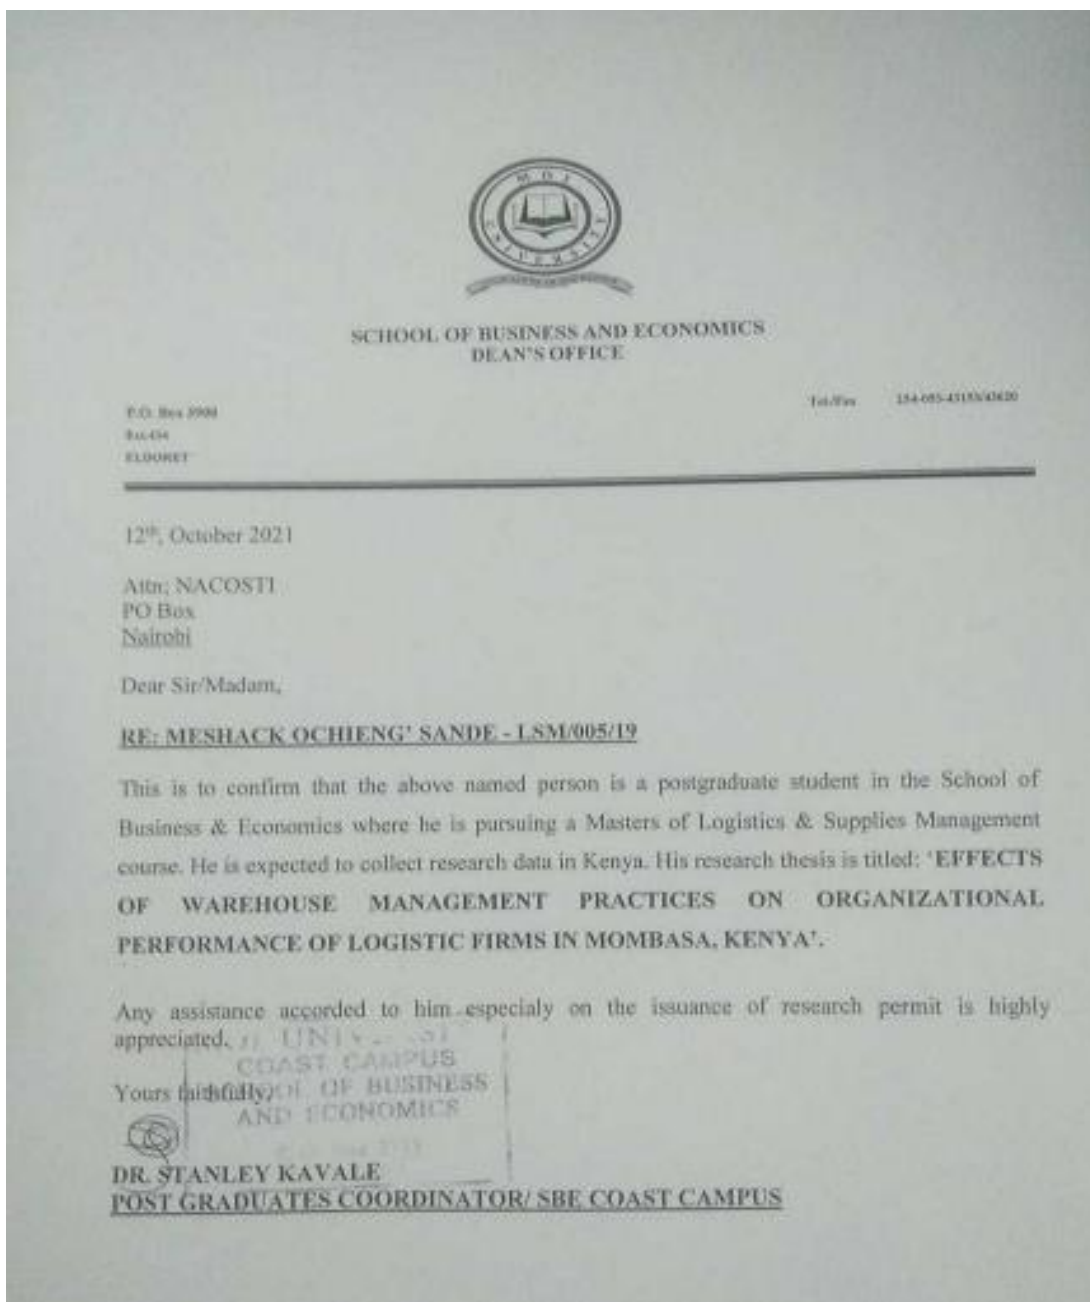 MOI
UNIVERSITY
SCHOOL OF BUSINESS AND ECONOMICS
DEAN'S OFFICE
P.O. Box 3900
Tel/Fax
ELDORET
12th, October 2021
Attn; NACOSTI
PO Box
Nairobi
Dear Sir/Madam,
RE: MESHACK OCHIENG' SANDE - LSM/005/19
This is to confirm that the above named person is a postgraduate student in the School of
Business & Economics where he is pursuing a Masters of Logistics & Supplies Management
course. He is expected to collect research data in Kenya. His research thesis is titled: 'EFFECTS
OF WAREHOUSE MANAGEMENT PRACTICES ON ORGANIZATIONAL
PERFORMANCE OF LOGISTIC FIRMS IN MOMBASA, KENYA'.
Any assistance accorded to him especialy on the issuance of research permit is highly
appreciated.
COAST CAMPUS
OF BUSINESS
AND ECONOMICS
Yours faithfully,
DR. STANLEY KAVALE
POST GRADUATES COORDINATOR/ SBE COAST CAMPUS